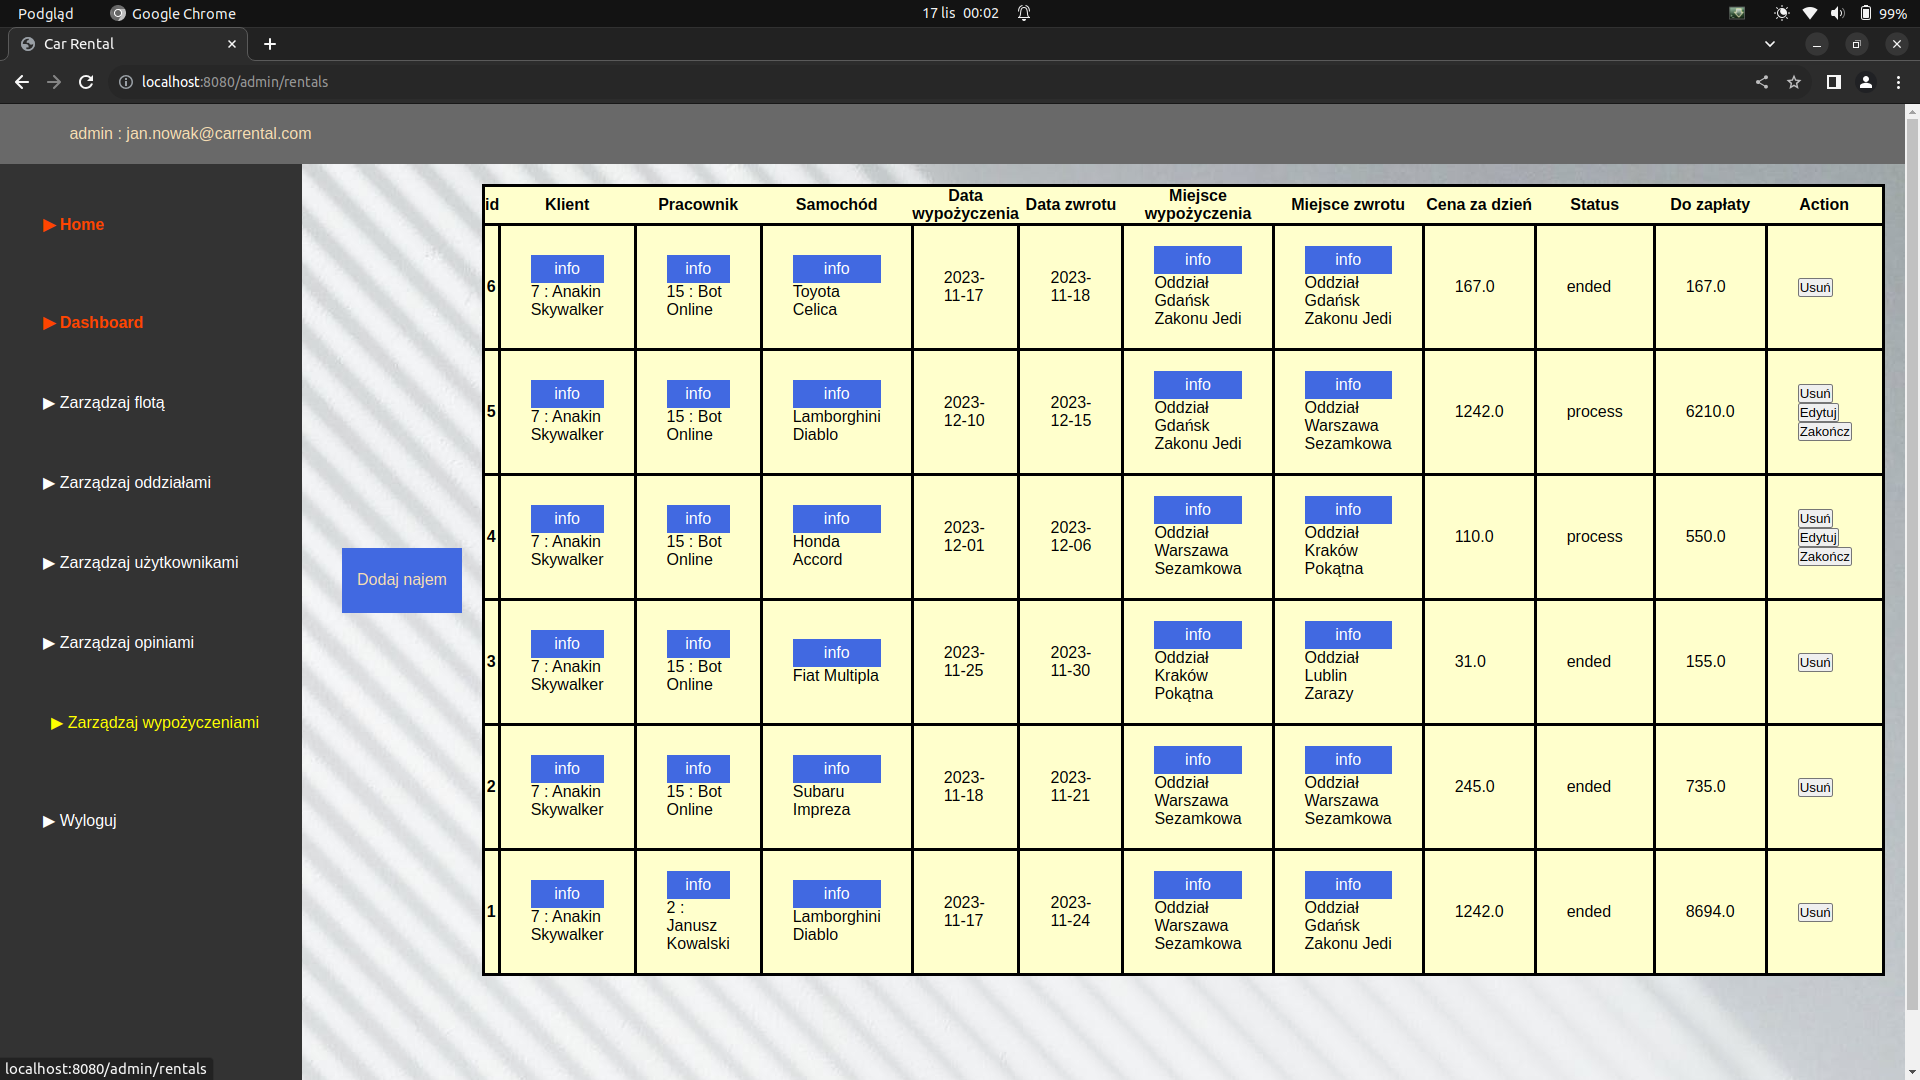 Podgląd
Google Chrome
17 lis 00:02
99%
Car Rental
localhost:8080/admin/rentals
admin : jan.nowak@carrental.com
▶ Home
▶ Dashboard
▶ Zarządzaj flotą
▶ Zarządzaj oddziałami
▶ Zarządzaj użytkownikami
▶ Zarządzaj opiniami
▶ Zarządzaj wypożyczeniami
▶ Wyloguj
Dodaj najem
id Klient Pracownik Samochód Data wypożyczenia Data zwrotu Miejsce wypożyczenia Miejsce zwrotu Cena za dzień Status Do zapłaty Action
6
info
7 : Anakin
Skywalker
info
15 : Bot
Online
info
Toyota
Celica
2023-
11-17
2023-
11-18
info
Oddział
Gdańsk
Zakonu Jedi
info
Oddział
Gdańsk
Zakonu Jedi
167.0
ended
167.0
Usuń
5
info
7 : Anakin
Skywalker
info
15 : Bot
Online
info
Lamborghini
Diablo
2023-
12-10
2023-
12-15
info
Oddział
Gdańsk
Zakonu Jedi
info
Oddział
Warszawa
Sezamkowa
1242.0
process
6210.0
Usuń
Edytuj
Zakończ
4
info
7 : Anakin
Skywalker
info
15 : Bot
Online
info
Honda
Accord
2023-
12-01
2023-
12-06
info
Oddział
Warszawa
Sezamkowa
info
Oddział
Kraków
Pokątna
110.0
process
550.0
Usuń
Edytuj
Zakończ
3
info
7 : Anakin
Skywalker
info
15 : Bot
Online
info
Fiat Multipla
2023-
11-25
2023-
11-30
info
Oddział
Kraków
Pokątna
info
Oddział
Lublin
Zarazy
31.0
ended
155.0
Usuń
2
info
7 : Anakin
Skywalker
info
15 : Bot
Online
info
Subaru
Impreza
2023-
11-18
2023-
11-21
info
Oddział
Warszawa
Sezamkowa
info
Oddział
Warszawa
Sezamkowa
245.0
ended
735.0
Usuń
1
info
7 : Anakin
Skywalker
info
2 :
Janusz
Kowalski
info
Lamborghini
Diablo
2023-
11-17
2023-
11-24
info
Oddział
Warszawa
Sezamkowa
info
Oddział
Gdańsk
Zakonu Jedi
1242.0
ended
8694.0
Usuń
localhost:8080/admin/rentals